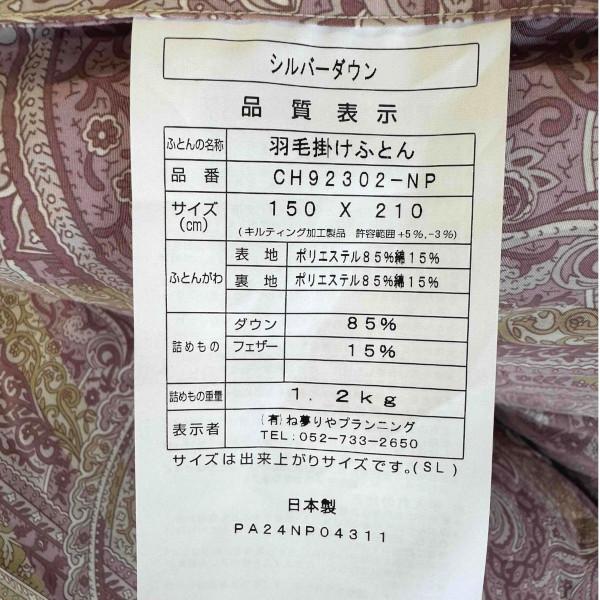 シルバーダウン
品質表示
ふとんの名称 羽毛掛けふとん
品番 CH92302-NP
サイズ(cm) 150 X 210
(キルティング加工製品 許容範囲+5%,-3%)
ふとんがわ 表地 ポリエステル85%綿15%
裏地 ポリエステル85%綿15%
詰めもの ダウン 85%
フェザー 15%
詰めもの重量 1.2kg
表示者 (有)ね夢りやプランニング
TEL:052-733-2650
サイズは出来上がりサイズです。(SL)
日本製
PA24NP04311